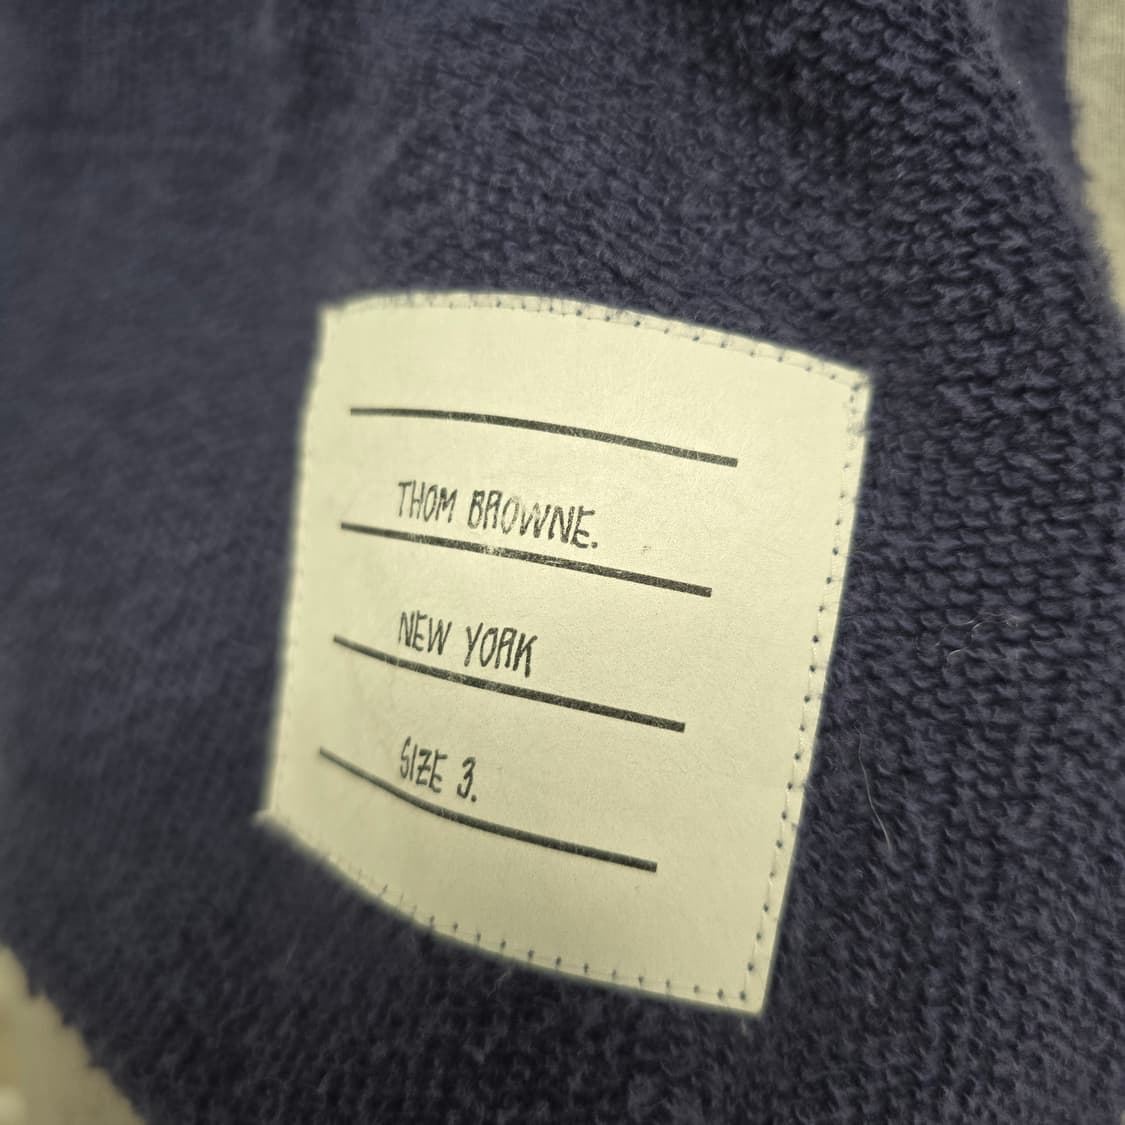 THOM BROWNE.
NEW YORK
SIZE 3.